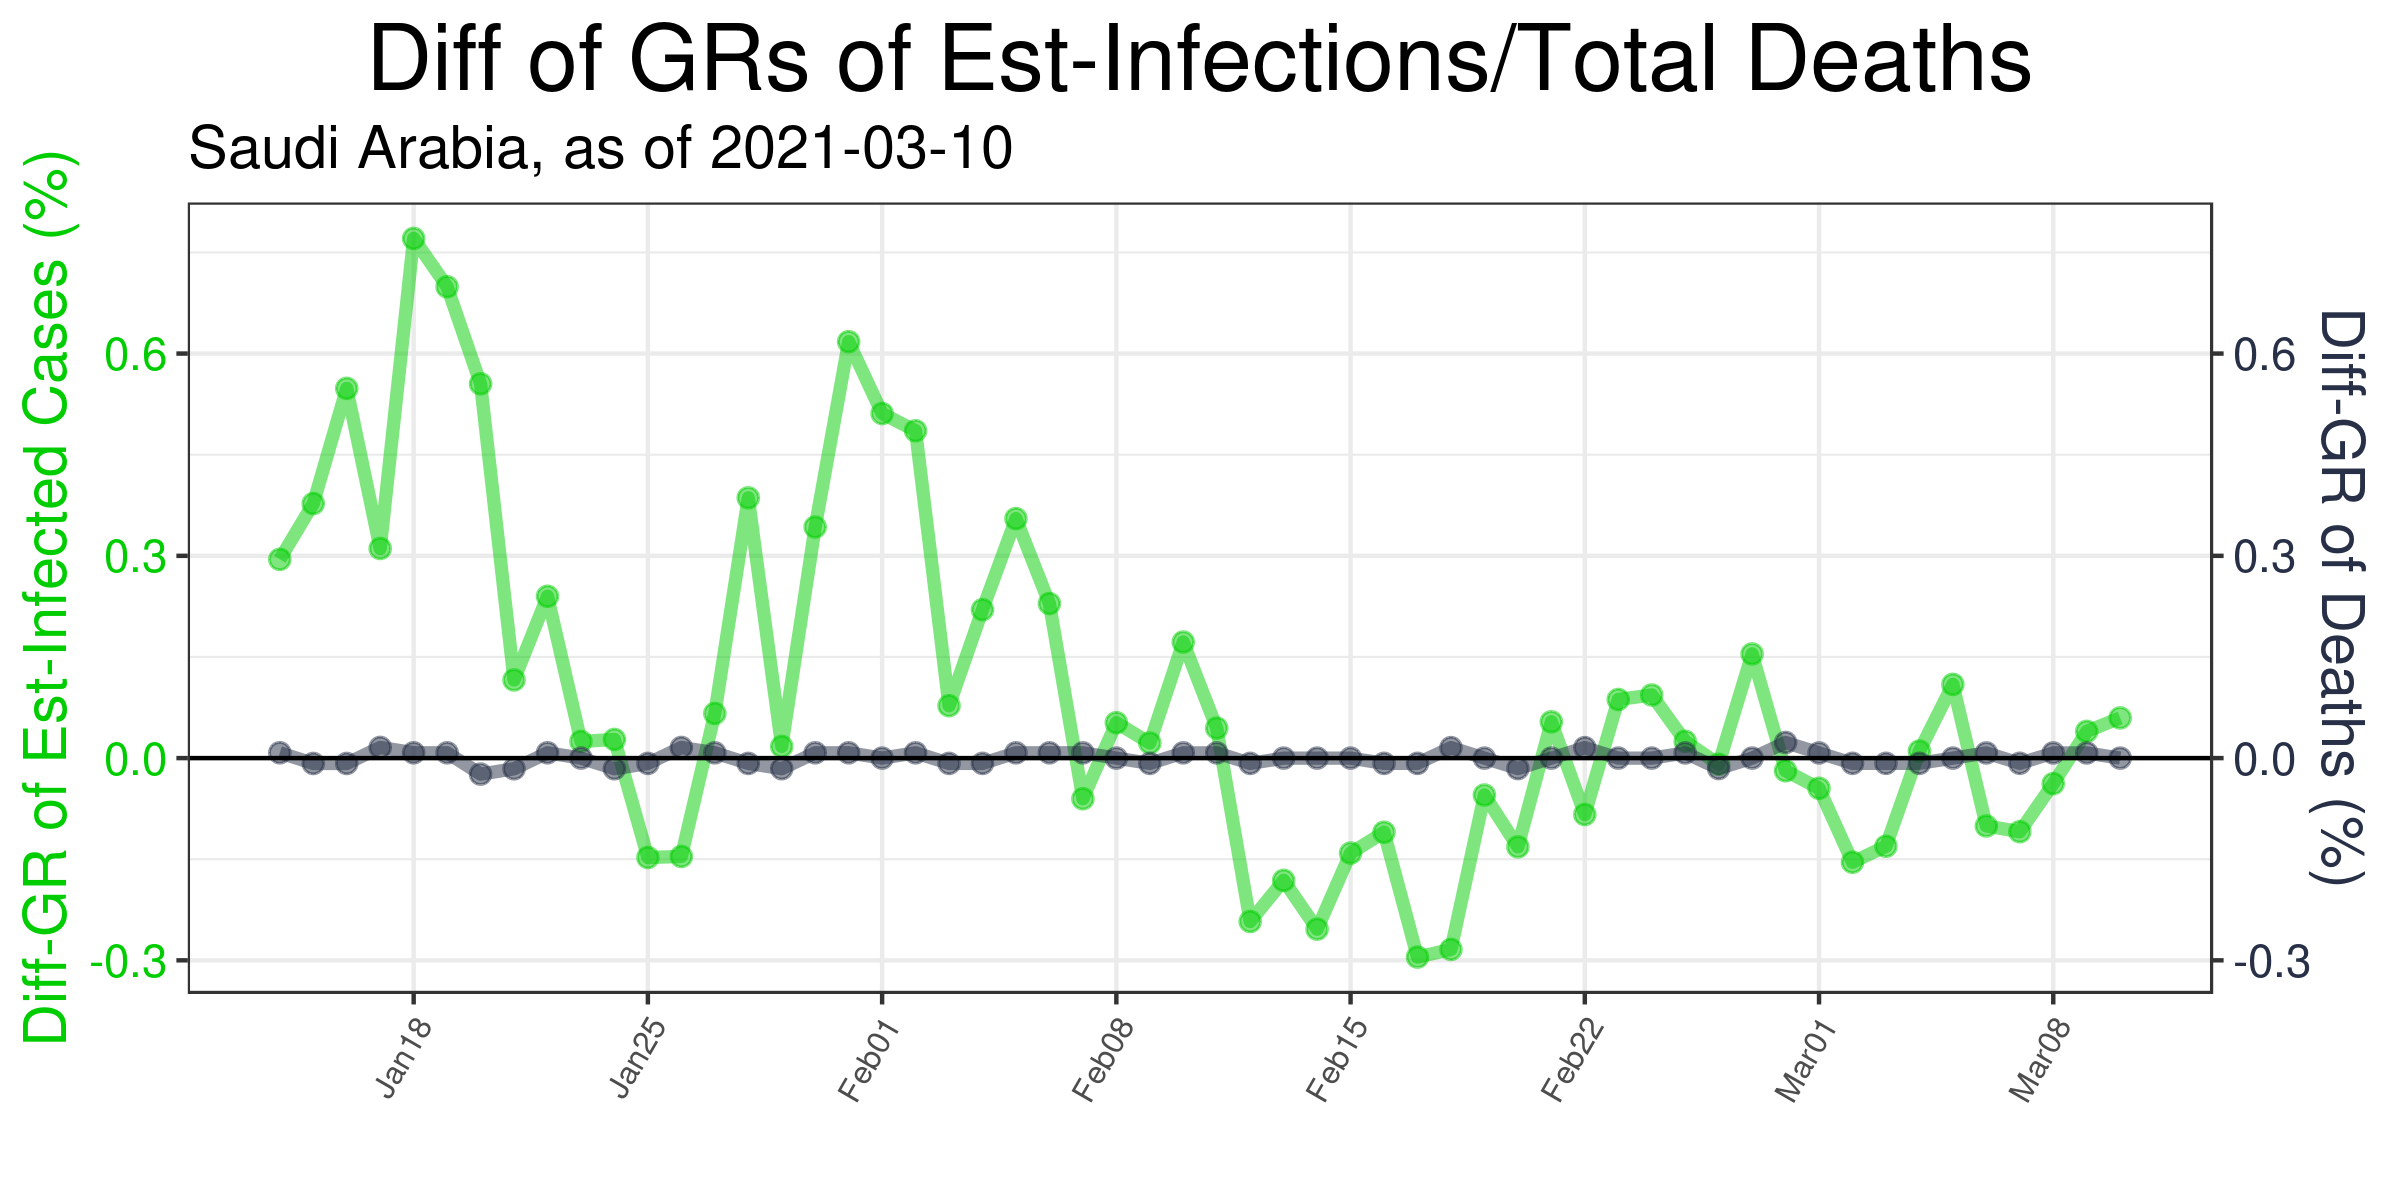 Diff of GRs of Est-Infections/Total Deaths
Saudi Arabia, as of 2021-03-10
Diff-GR of Est-Infected Cases (%)
0.6
0.3
0.0
-0.3
0.6
0.3
0.0
-0.3
Diff-GR of Deaths (%)
Jan18
Jan25
Feb01
Feb08
Feb15
Feb22
Mar01
Mar08